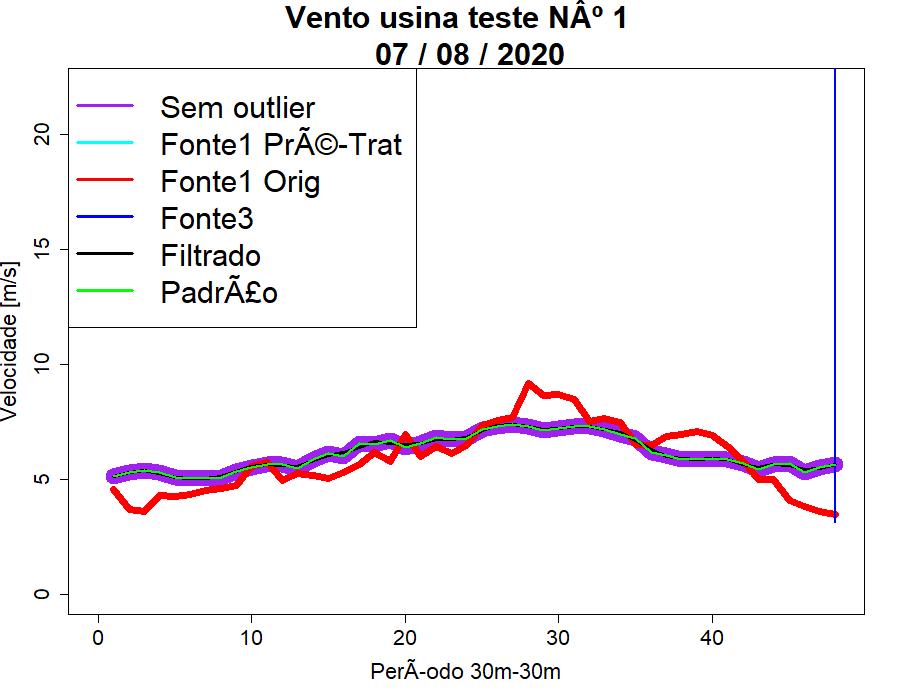 Vento usina teste NÂº 1
07 / 08 / 2020
Sem outlier
Fonte1 PrÃ©-Trat
Fonte1 Orig
Fonte3
Filtrado
PadrÃ£o
Velocidade [m/s]
20
15
10
5
0
0 10 20 30 40
PerÃ-odo 30m-30m